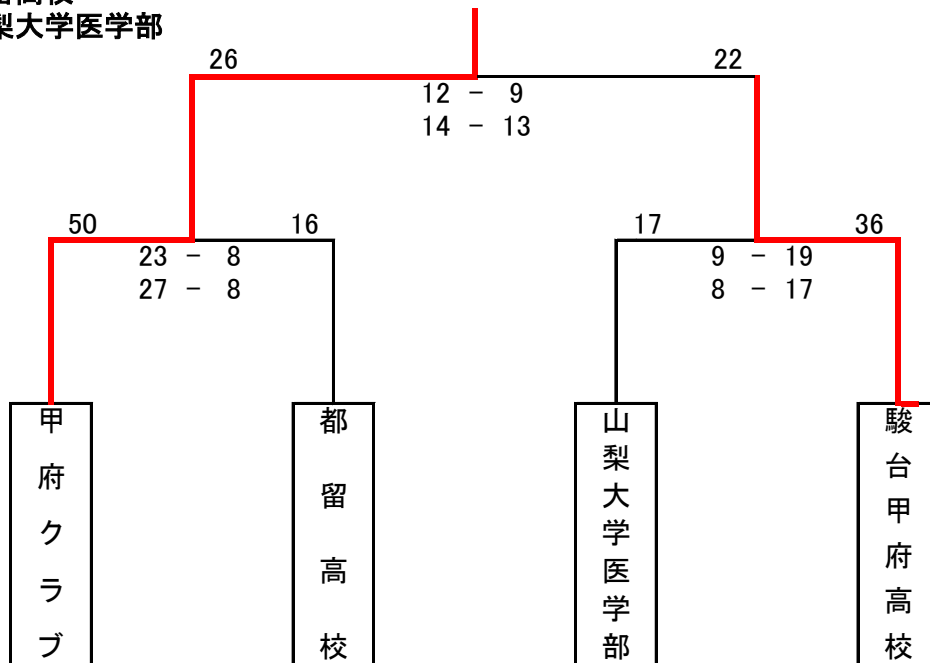 梨大学医学部
26 22
12 － 9
14 － 13
50 16 17 36
23 － 8 9 － 19
27 － 8 8 － 17
甲府クラブ
都留高校
山梨大学医学部
駿台甲府高校